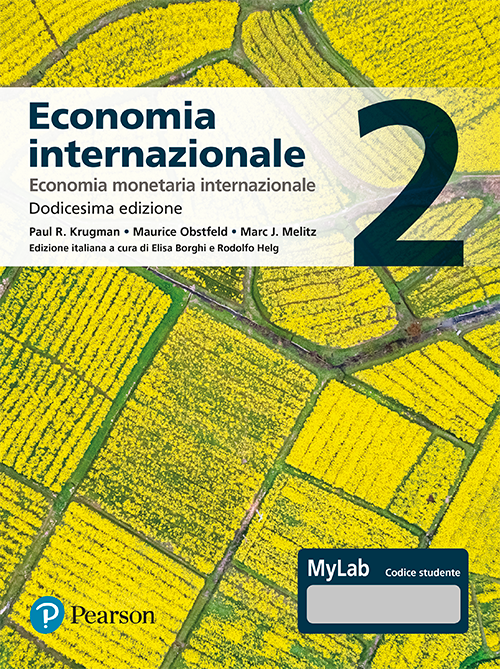 Economia
internazionale
Economia monetaria internazionale
Dodicesima edizione
Paul R. Krugman • Maurice Obstfeld • Marc J. Melitz
Edizione italiana a cura di Elisa Borghi e Rodolfo Helg
2
MyLab Codice studente
Pearson